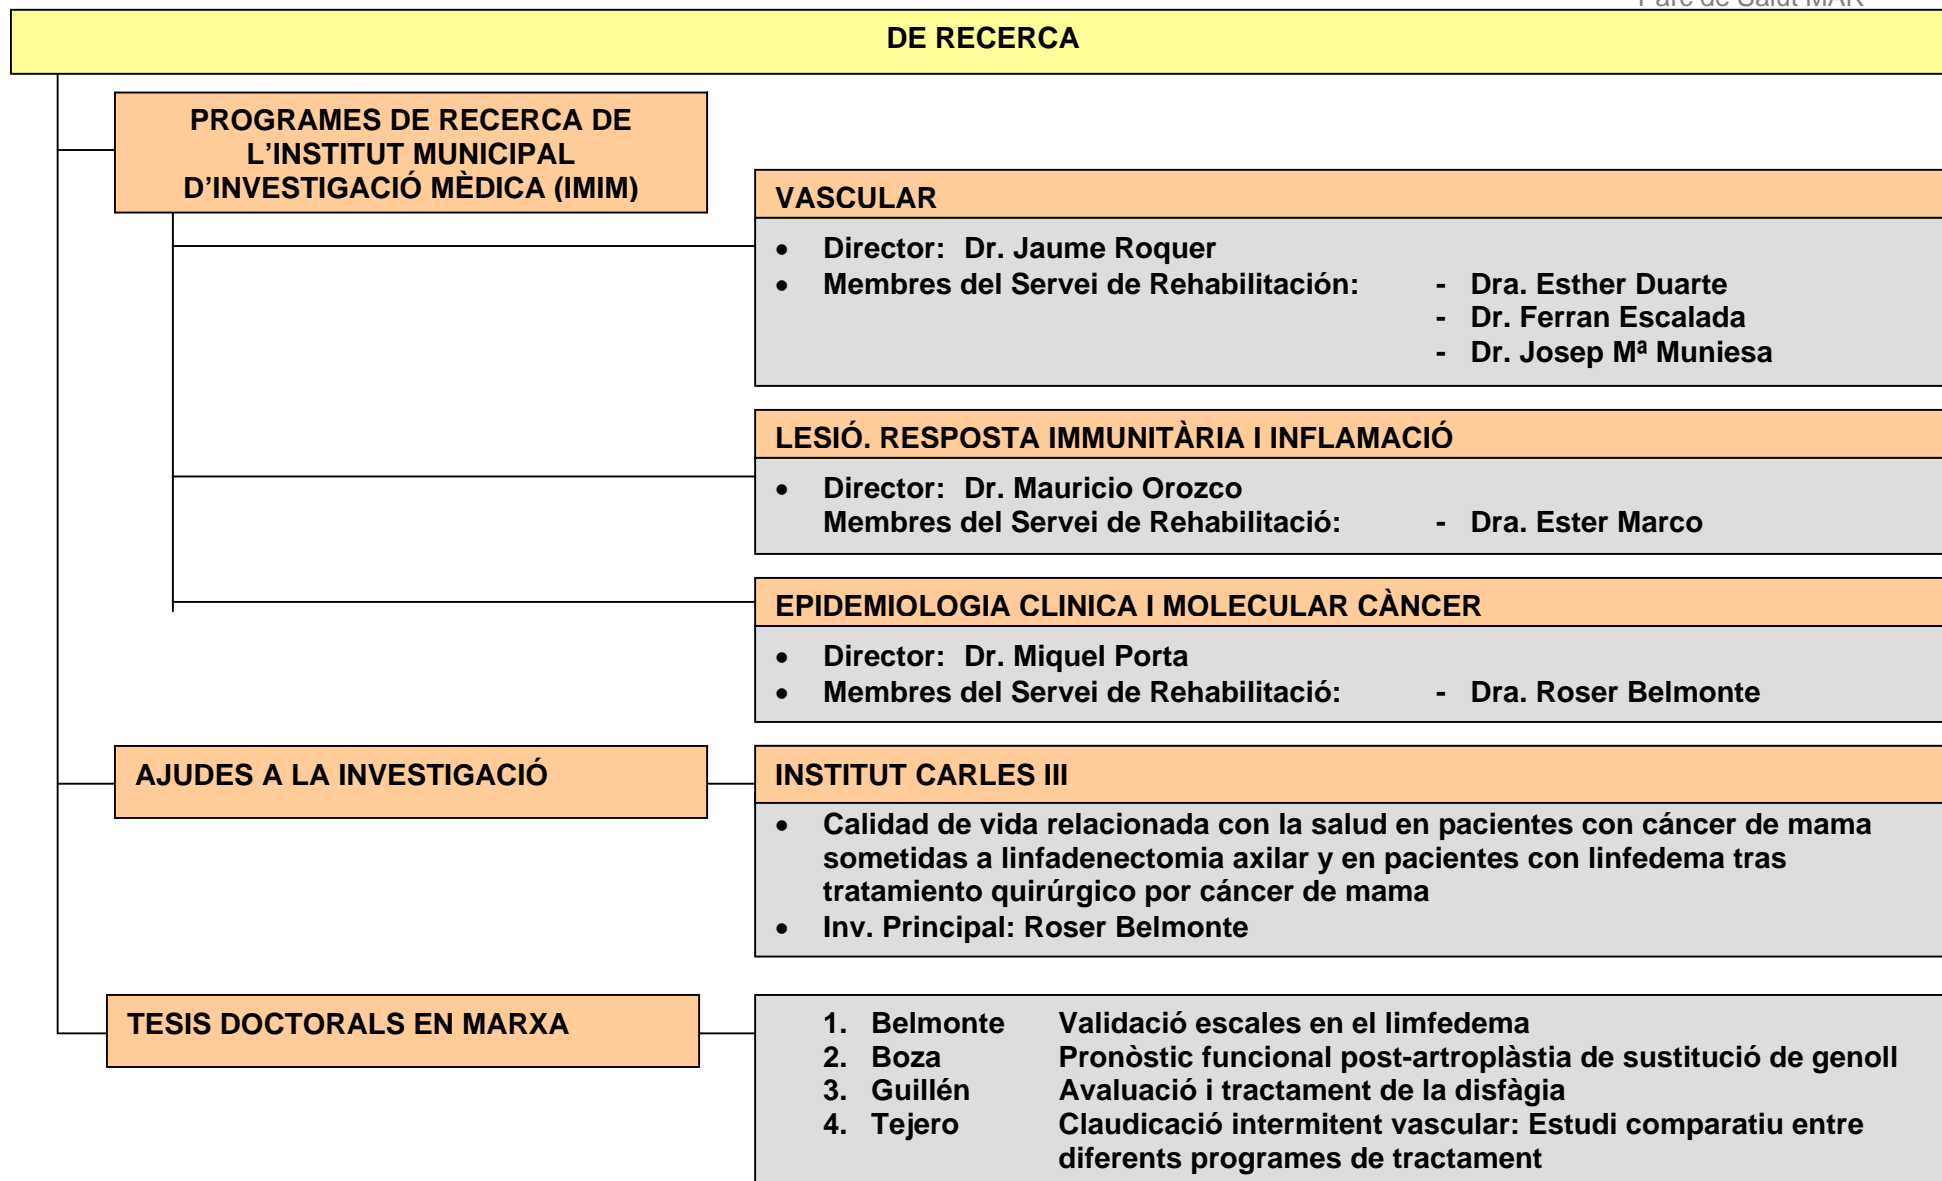 Parc de Salut MAR
DE RECERCA
PROGRAMES DE RECERCA DE
L'INSTITUT MUNICIPAL
D'INVESTIGACIÓ MÈDICA (IMIM)
VASCULAR
• Director: Dr. Jaume Roquer
• Membres del Servei de Rehabilitación: - Dra. Esther Duarte
- Dr. Ferran Escalada
- Dr. Josep Mª Muniesa
LESIÓ. RESPOSTA IMMUNITÀRIA I INFLAMACIÓ
• Director: Dr. Mauricio Orozco
Membres del Servei de Rehabilitació: - Dra. Ester Marco
EPIDEMIOLOGIA CLINICA I MOLECULAR CÀNCER
• Director: Dr. Miquel Porta
• Membres del Servei de Rehabilitació: - Dra. Roser Belmonte
AJUDES A LA INVESTIGACIÓ
INSTITUT CARLES III
• Calidad de vida relacionada con la salud en pacientes con cáncer de mama
sometidas a linfadenectomia axilar y en pacientes con linfedema tras
tratamiento quirúrgico por cáncer de mama
• Inv. Principal: Roser Belmonte
TESIS DOCTORALS EN MARXA
1. Belmonte Validació escales en el limfedema
2. Boza Pronòstic funcional post-artroplàstia de sustitució de genoll
3. Guillén Avaluació i tractament de la disfàgia
4. Tejero Claudicació intermitent vascular: Estudi comparatiu entre
diferents programes de tractament